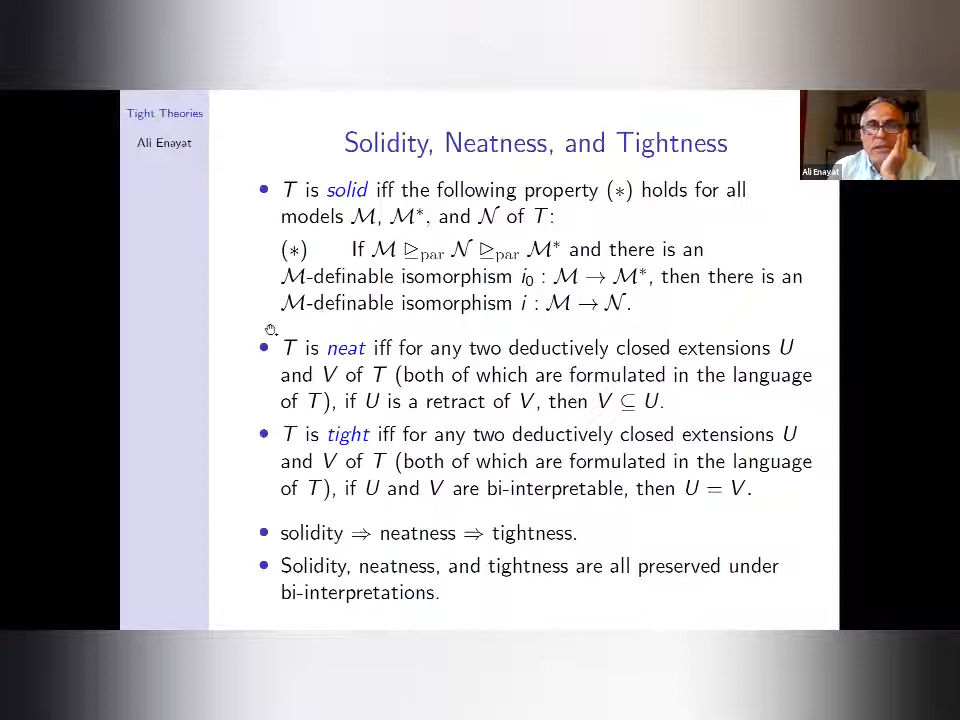 Tight Theories
Ali Enayat
Solidity, Neatness, and Tightness
Ali Enayat
• T is solid iff the following property (∗) holds for all
models ℳ, ℳ*, and 𝒩 of T:
(∗) If ℳ ⊵par 𝒩 ⊵par ℳ* and there is an
ℳ-definable isomorphism i₀ : ℳ → ℳ*, then there is an
ℳ-definable isomorphism i : ℳ → 𝒩.
• T is neat iff for any two deductively closed extensions U
and V of T (both of which are formulated in the language
of T), if U is a retract of V, then V ⊆ U.
• T is tight iff for any two deductively closed extensions U
and V of T (both of which are formulated in the language
of T), if U and V are bi-interpretable, then U = V.
• solidity ⇒ neatness ⇒ tightness.
• Solidity, neatness, and tightness are all preserved under
bi-interpretations.